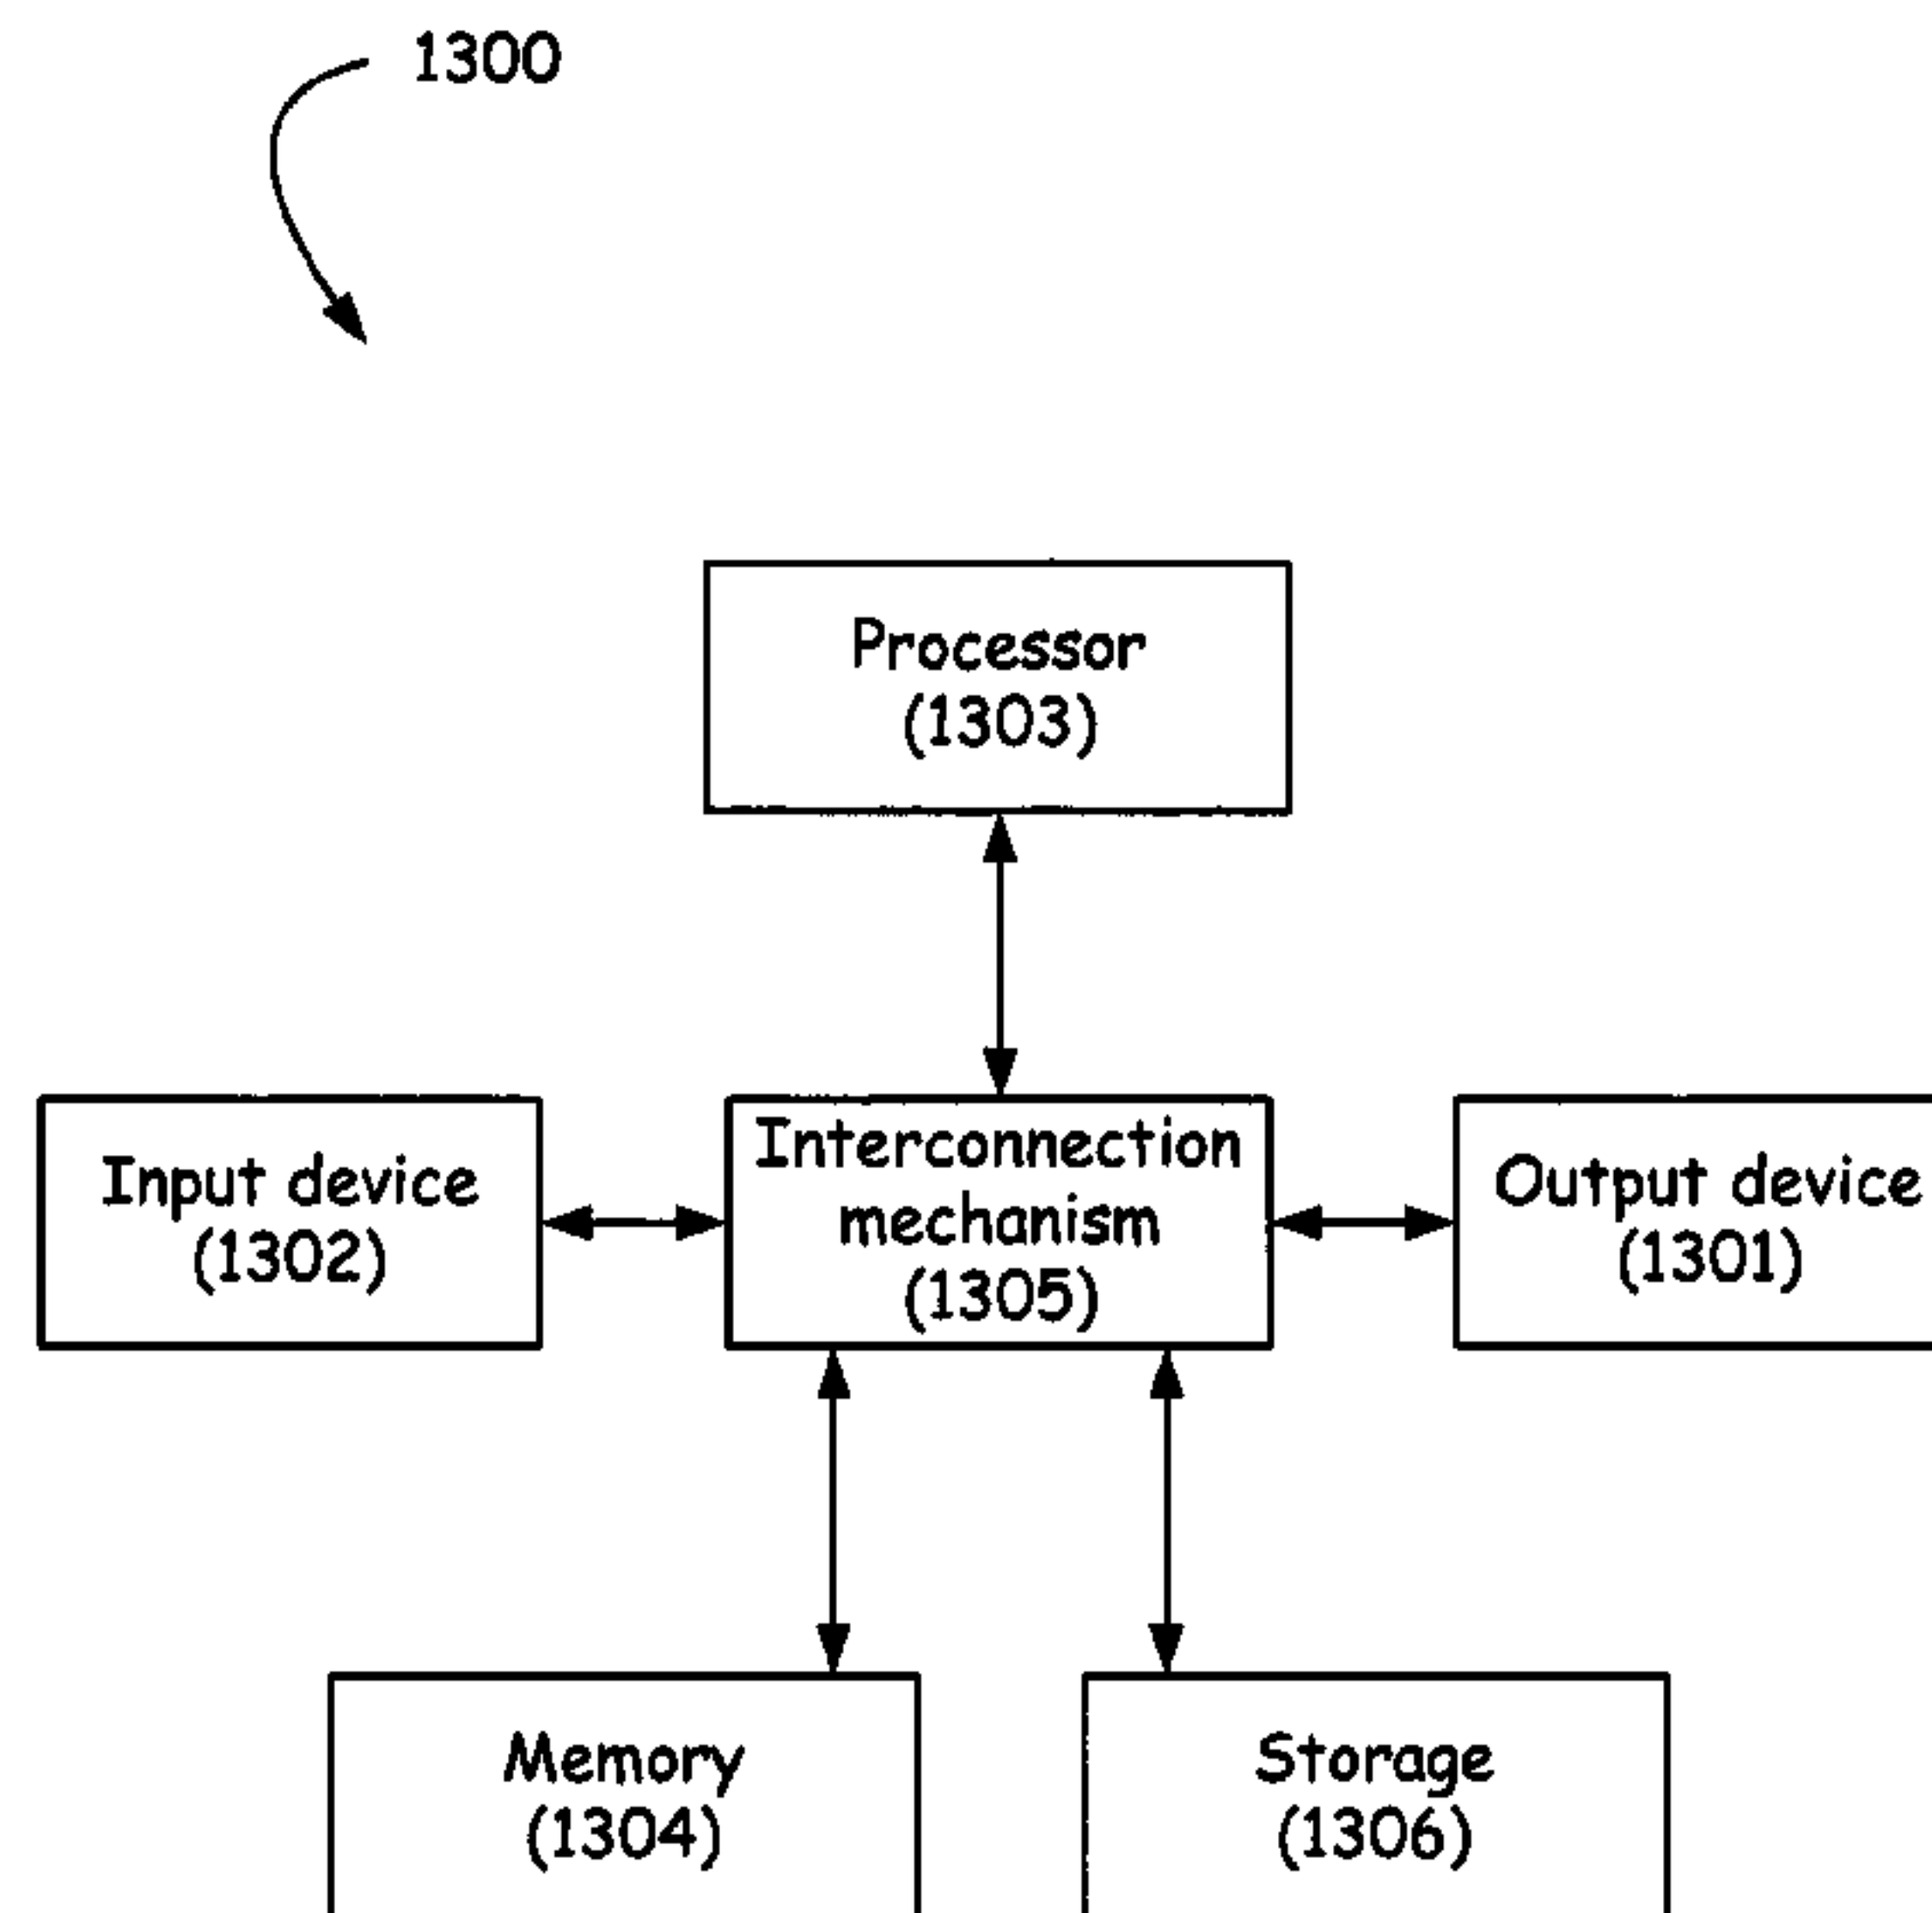 1300
Processor
(1303)
Input device
(1302)
Interconnection
mechanism
(1305)
Output device
(1301)
Memory
(1304)
Storage
(1306)